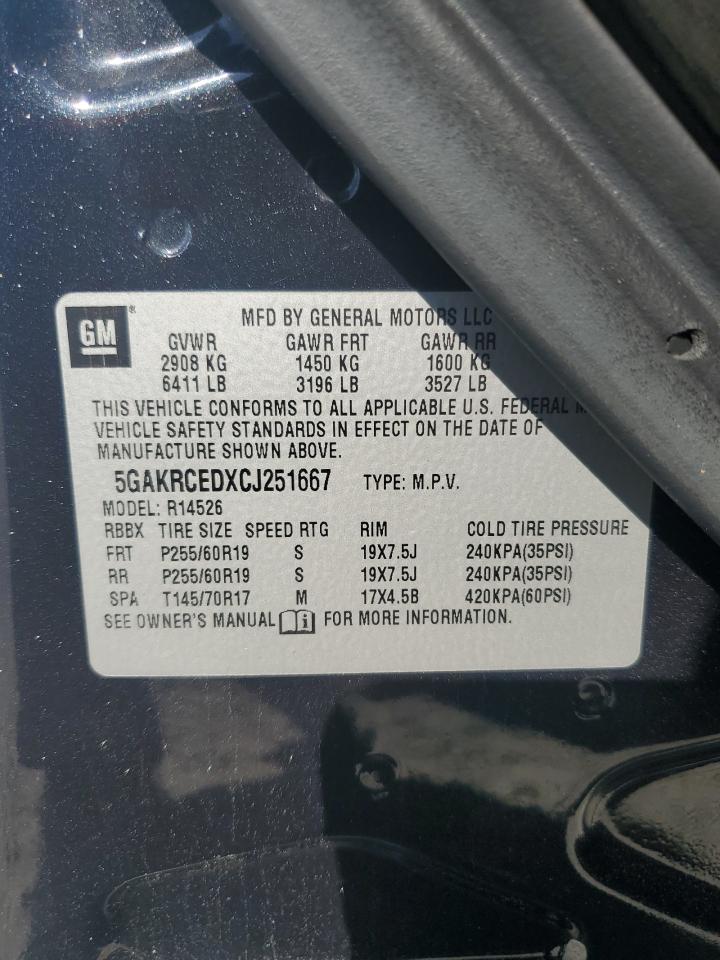 GM®
MFD BY GENERAL MOTORS LLC
GVWR GAWR FRT GAWR RR
2908 KG 1450 KG 1600 KG
6411 LB 3196 LB 3527 LB
THIS VEHICLE CONFORMS TO ALL APPLICABLE U.S. FEDERAL
VEHICLE SAFETY STANDARDS IN EFFECT ON THE DATE OF
MANUFACTURE SHOWN ABOVE.
5GAKRCEDXCJ251667 TYPE: M.P.V.
MODEL: R14526
RBBX TIRE SIZE SPEED RTG RIM COLD TIRE PRESSURE
FRT P255/60R19 S 19X7.5J 240KPA(35PSI)
RR P255/60R19 S 19X7.5J 240KPA(35PSI)
SPA T145/70R17 M 17X4.5B 420KPA(60PSI)
SEE OWNER'S MANUAL i FOR MORE INFORMATION.